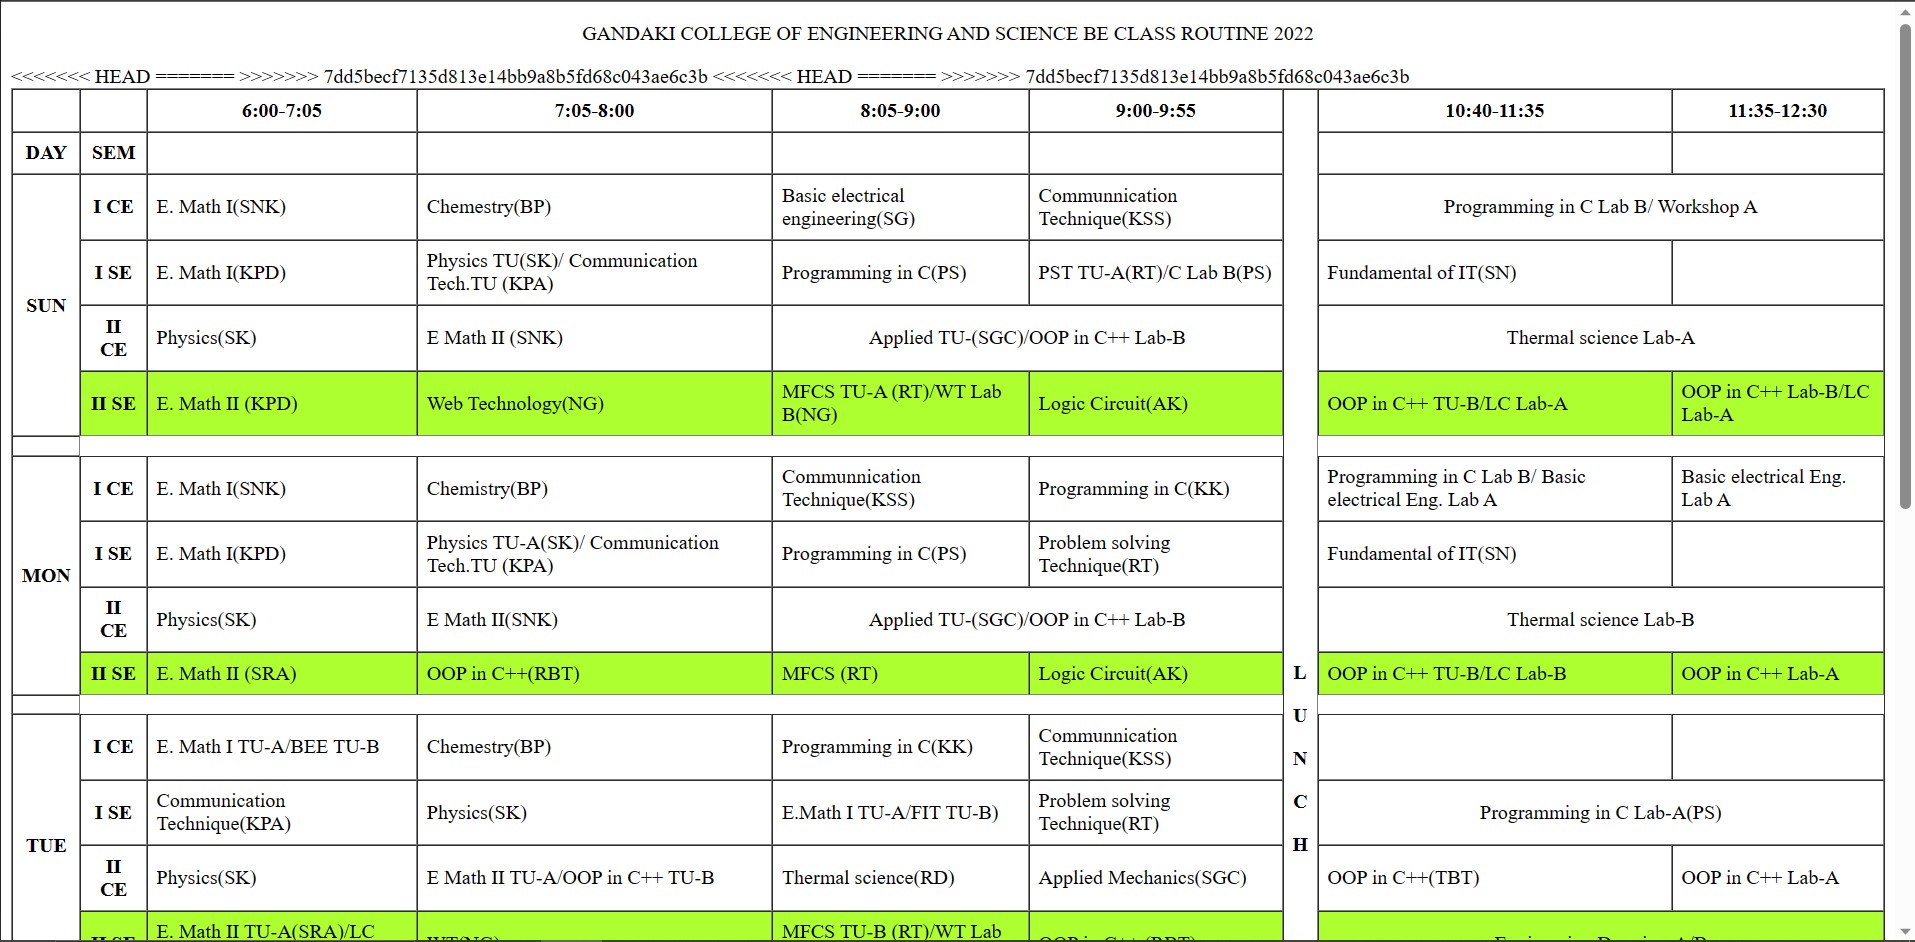 GANDAKI COLLEGE OF ENGINEERING AND SCIENCE BE CLASS ROUTINE 2022
<<<<<<< HEAD ======= >>>>>>> 7dd5becf7135d813e14bb9a8b5fd68c043ae6c3b <<<<<<< HEAD ======= >>>>>>> 7dd5becf7135d813e14bb9a8b5fd68c043ae6c3b
6:00-7:05 7:05-8:00 8:05-9:00 9:00-9:55 10:40-11:35 11:35-12:30
DAY SEM
SUN
I CE
E. Math I(SNK)
Chemestry(BP)
Basic electrical
engineering(SG)
Communnication
Technique(KSS)
Programming in C Lab B/ Workshop A
I SE
E. Math I(KPD)
Physics TU(SK)/ Communication
Tech.TU (KPA)
Programming in C(PS)
PST TU-A(RT)/C Lab B(PS)
Fundamental of IT(SN)
II
CE
Physics(SK)
E Math II (SNK)
Applied TU-(SGC)/OOP in C++ Lab-B
Thermal science Lab-A
II SE
E. Math II (KPD)
Web Technology(NG)
MFCS TU-A (RT)/WT Lab
B(NG)
Logic Circuit(AK)
OOP in C++ TU-B/LC Lab-A
OOP in C++ Lab-B/LC
Lab-A
MON
I CE
E. Math I(SNK)
Chemistry(BP)
Communnication
Technique(KSS)
Programming in C(KK)
Programming in C Lab B/ Basic
electrical Eng. Lab A
Basic electrical Eng.
Lab A
I SE
E. Math I(KPD)
Physics TU-A(SK)/ Communication
Tech.TU (KPA)
Programming in C(PS)
Problem solving
Technique(RT)
Fundamental of IT(SN)
II
CE
Physics(SK)
E Math II(SNK)
Applied TU-(SGC)/OOP in C++ Lab-B
Thermal science Lab-B
II SE
E. Math II (SRA)
OOP in C++(RBT)
MFCS (RT)
Logic Circuit(AK)
L
U
N
C
H
OOP in C++ TU-B/LC Lab-B
OOP in C++ Lab-A
TUE
I CE
E. Math I TU-A/BEE TU-B
Chemestry(BP)
Programming in C(KK)
Communnication
Technique(KSS)
I SE
Communication
Technique(KPA)
Physics(SK)
E.Math I TU-A/FIT TU-B)
Problem solving
Technique(RT)
Programming in C Lab-A(PS)
II
CE
Physics(SK)
E Math II TU-A/OOP in C++ TU-B
Thermal science(RD)
Applied Mechanics(SGC)
OOP in C++(TBT)
OOP in C++ Lab-A
E. Math II TU-A(SRA)/LC
MFCS TU-B (RT)/WT Lab